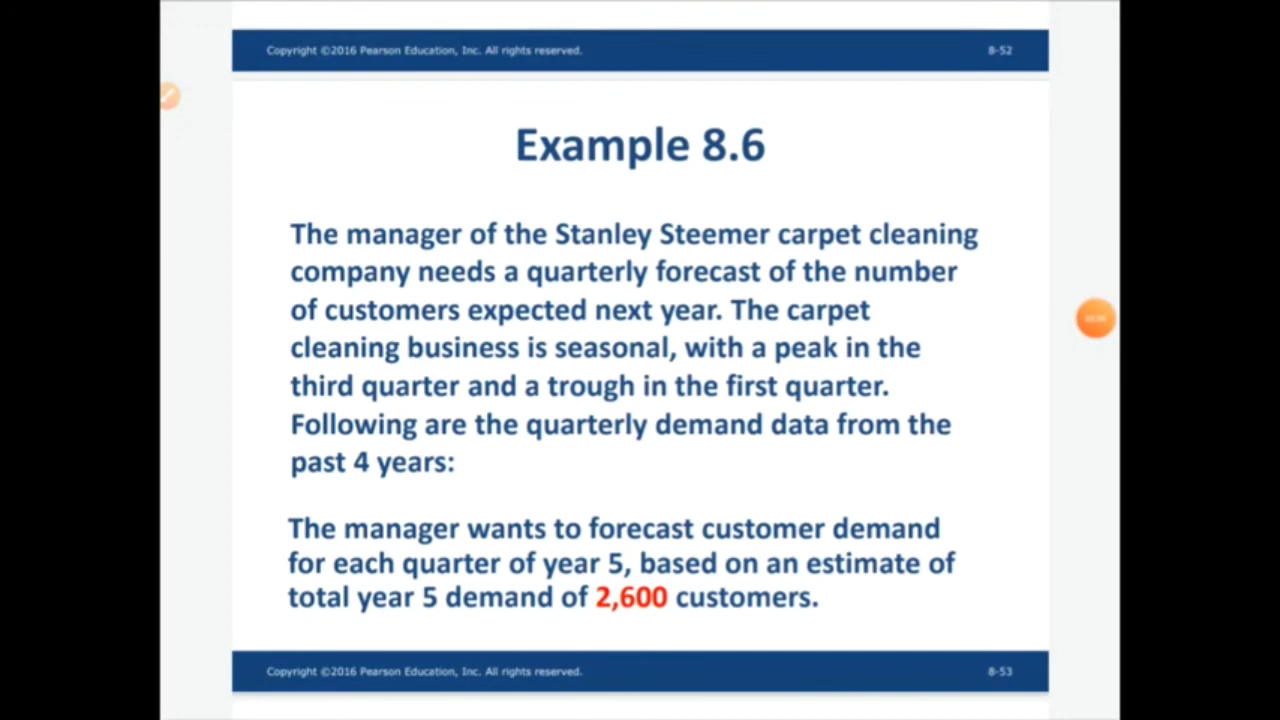 Copyright ©2016 Pearson Education, Inc. All rights reserved. 8-52
Example 8.6
The manager of the Stanley Steemer carpet cleaning
company needs a quarterly forecast of the number
of customers expected next year. The carpet
cleaning business is seasonal, with a peak in the
third quarter and a trough in the first quarter.
Following are the quarterly demand data from the
past 4 years:
The manager wants to forecast customer demand
for each quarter of year 5, based on an estimate of
total year 5 demand of 2,600 customers.
Copyright ©2016 Pearson Education, Inc. All rights reserved. 8-53